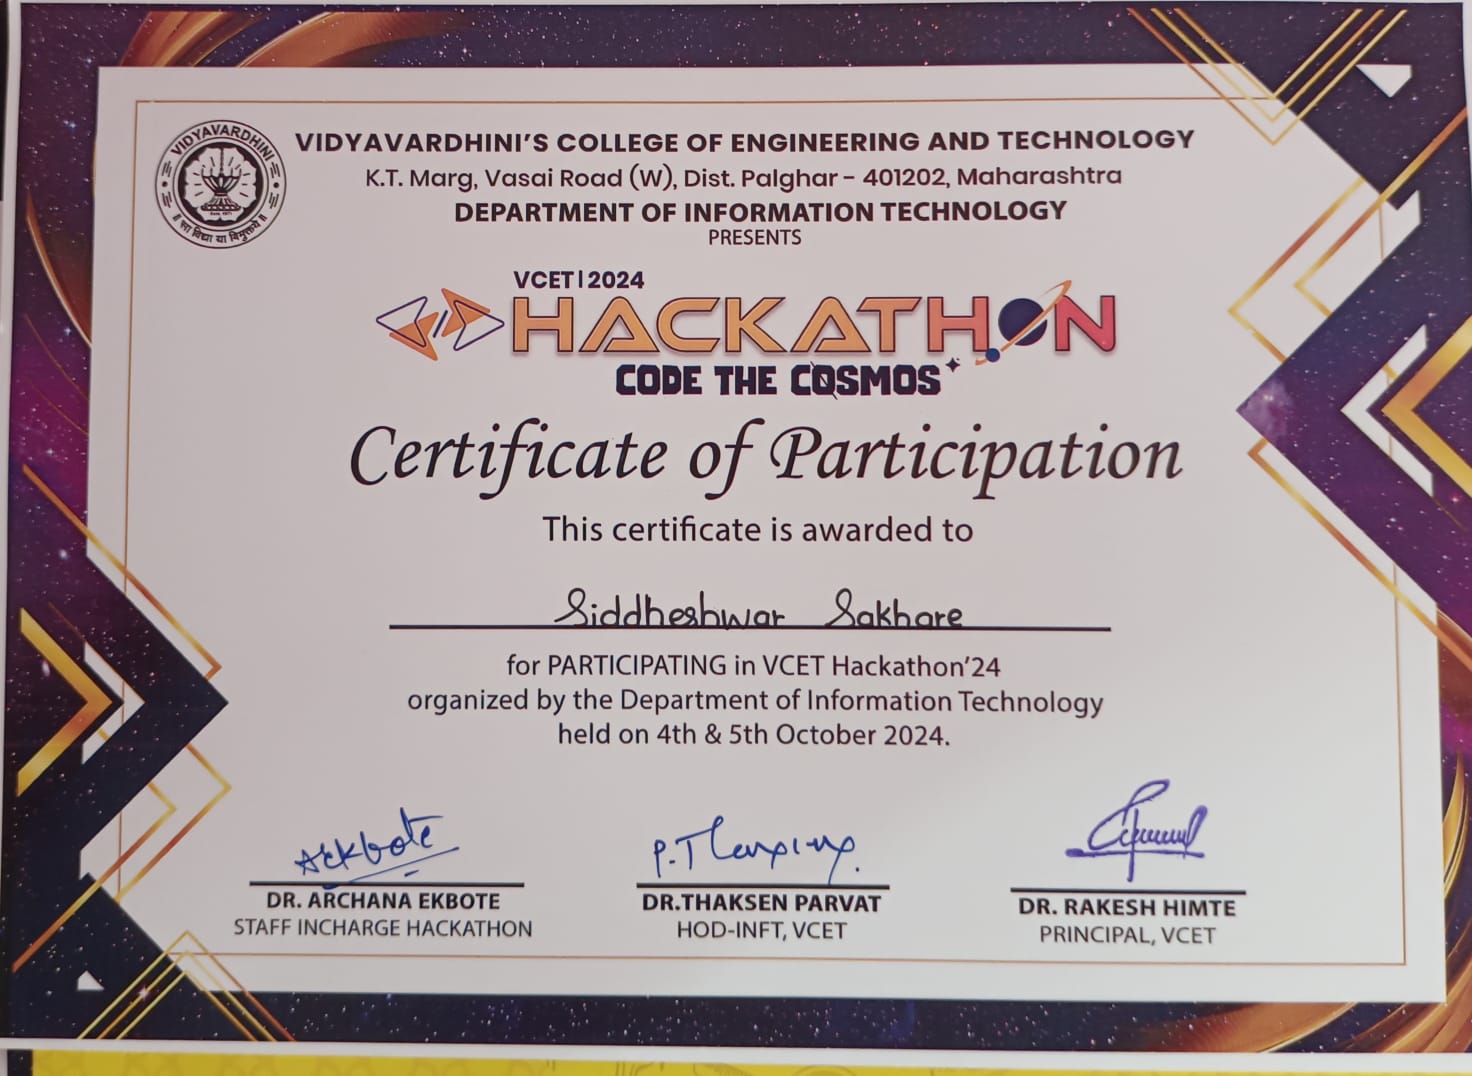 VIDYAVARDHINI
Estd. 1971
॥ सा विद्या या विमुक्तये ॥
VIDYAVARDHINI'S COLLEGE OF ENGINEERING AND TECHNOLOGY
K.T. Marg, Vasai Road (W), Dist. Palghar - 401202, Maharashtra
DEPARTMENT OF INFORMATION TECHNOLOGY
PRESENTS
VCET|2024
HACKATHON
CODE THE COSMOS
Certificate of Participation
This certificate is awarded to
Siddheshwar Sakhare
for PARTICIPATING in VCET Hackathon'24
organized by the Department of Information Technology
held on 4th & 5th October 2024.
DR. ARCHANA EKBOTE
STAFF INCHARGE HACKATHON
DR.THAKSEN PARVAT
HOD-INFT, VCET
DR. RAKESH HIMTE
PRINCIPAL, VCET